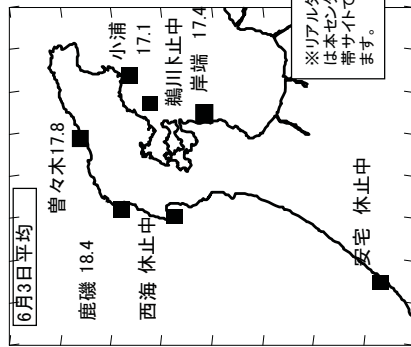 6月3日平均
曽々木17.8
小浦
17.1
鹿磯 18.4
鵜川
休止中
西海 休止中
岸端 17.4
安宅 休止中
※リアルタ
は本セン
帯サイトで
ます。